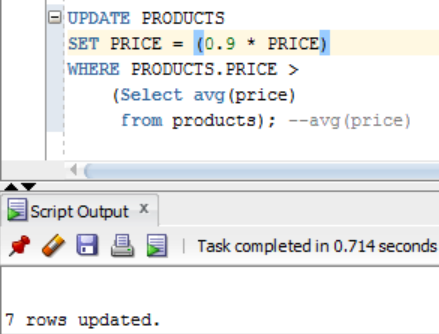 UPDATE PRODUCTS
SET PRICE = (0.9 * PRICE)
WHERE PRODUCTS.PRICE >
(Select avg(price)
from products); --avg(price)
Script Output x
Task completed in 0.714 seconds
7 rows updated.